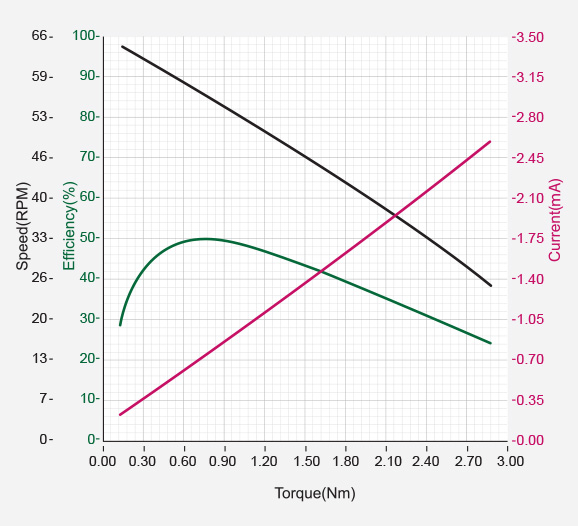 66- 100- -3.50
59- 90- -3.15
53- 80- -2.80
46- 70- -2.45
40- 60- -2.10
33- 50- -1.75
26- 40- -1.40
20- 30- -1.05
13- 20- -0.70
7- 10- -0.35
0- 0- -0.00
Speed(RPM)
Efficiency(%)
Current(mA)
0.00 0.30 0.60 0.90 1.20 1.50 1.80 2.10 2.40 2.70 3.00
Torque(Nm)